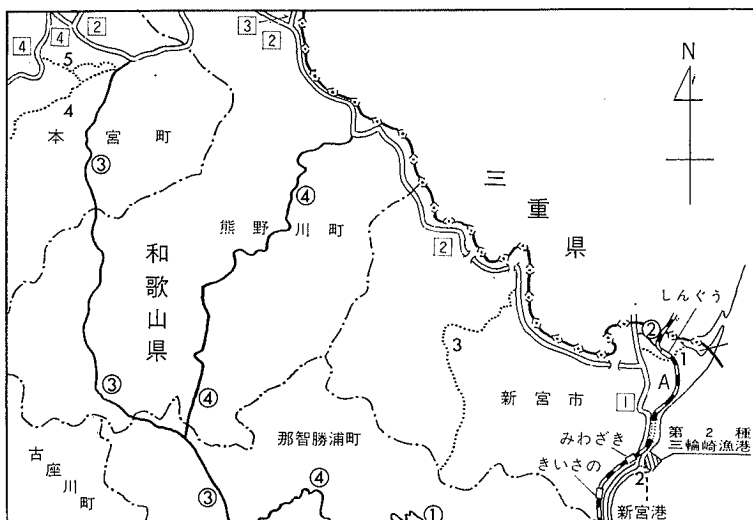 4
4
2
3
2
N
5
4
本宮町
③
三重県
④
熊野川町
2
和歌山県
しんぐう
②
1
3
A
新宮市
1
③
④
那智勝浦町
みわざき
第2種
三輪崎漁港
きいさの
2
古座川町
③
④
①
新宮港